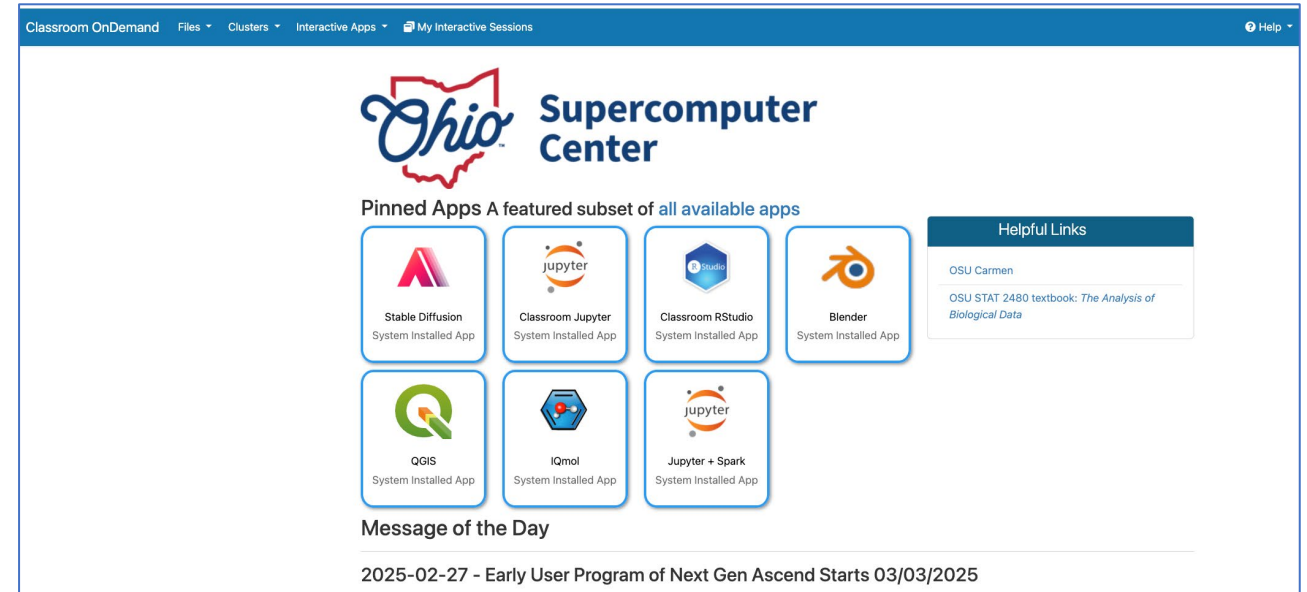 Classroom OnDemand Files Clusters Interactive Apps My Interactive Sessions Help
Ohio
Supercomputer
Center
Pinned Apps A featured subset of all available apps
jupyter
R Studio
Stable Diffusion
System Installed App
Classroom Jupyter
System Installed App
Classroom RStudio
System Installed App
Blender
System Installed App
Helpful Links
OSU Carmen
OSU STAT 2480 textbook: The Analysis of
Biological Data
jupyter
QGIS
System Installed App
IQmol
System Installed App
Jupyter + Spark
System Installed App
Message of the Day
2025-02-27 - Early User Program of Next Gen Ascend Starts 03/03/2025